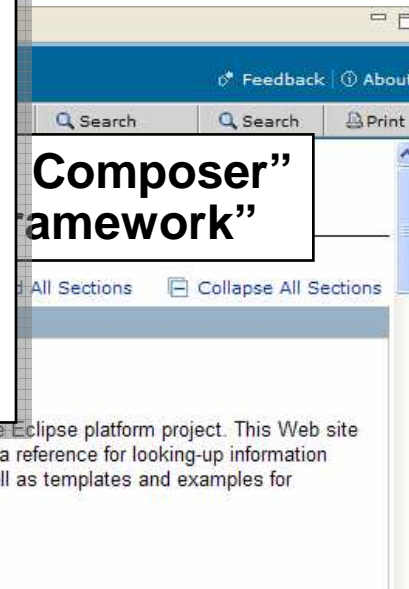 Feedback About
Search Search Print
Composer”
ramework”
All Sections Collapse All Sections
Eclipse platform project. This Web site
a reference for looking-up information
ll as templates and examples for